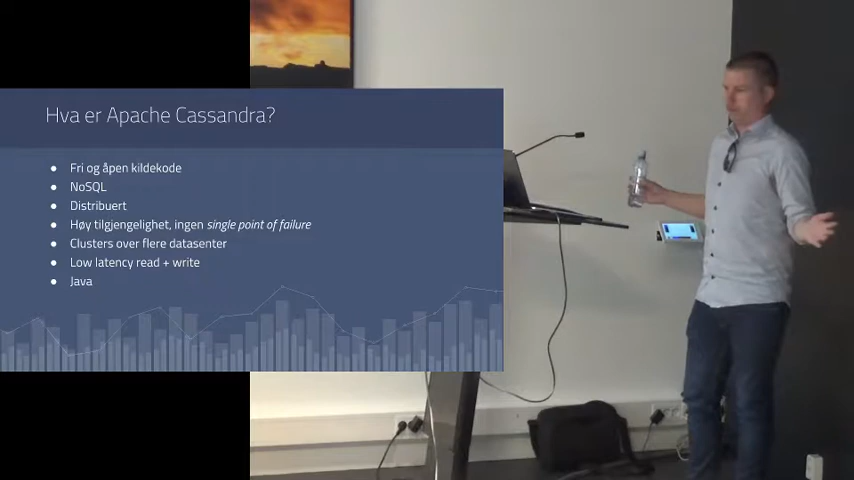 Hva er Apache Cassandra?
Fri og åpen kildekode
NoSQL
Distribuert
Høy tilgjengelighet, ingen single point of failure
Clusters over flere datasenter
Low latency read + write
Java